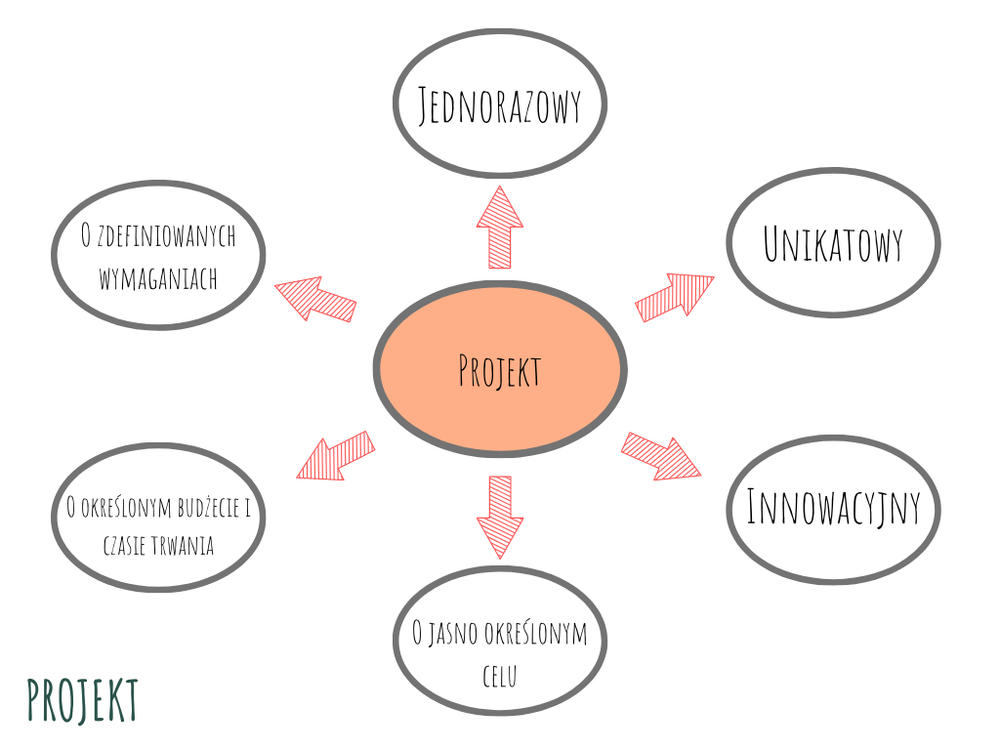 Jednorazowy
Unikatowy
O zdefiniowanych
wymaganiach
Projekt
Innowacyjny
O określonym budżecie i
czasie trwania
O jasno określonym
celu
PROJEKT